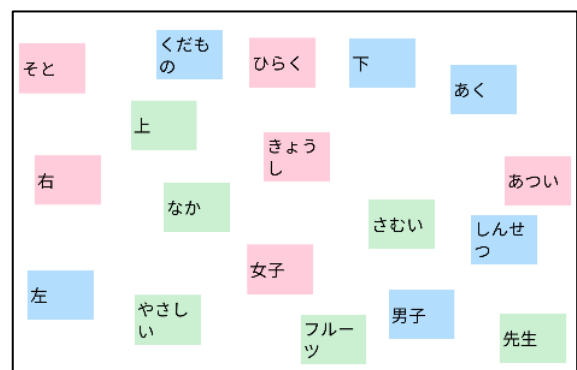 そと
くだも
の
ひらく
下
あく
上
きょう
し
右
あつい
なか
さむい
しんせ
つ
女子
左
やさし
い
男子
フルー
ツ
先生